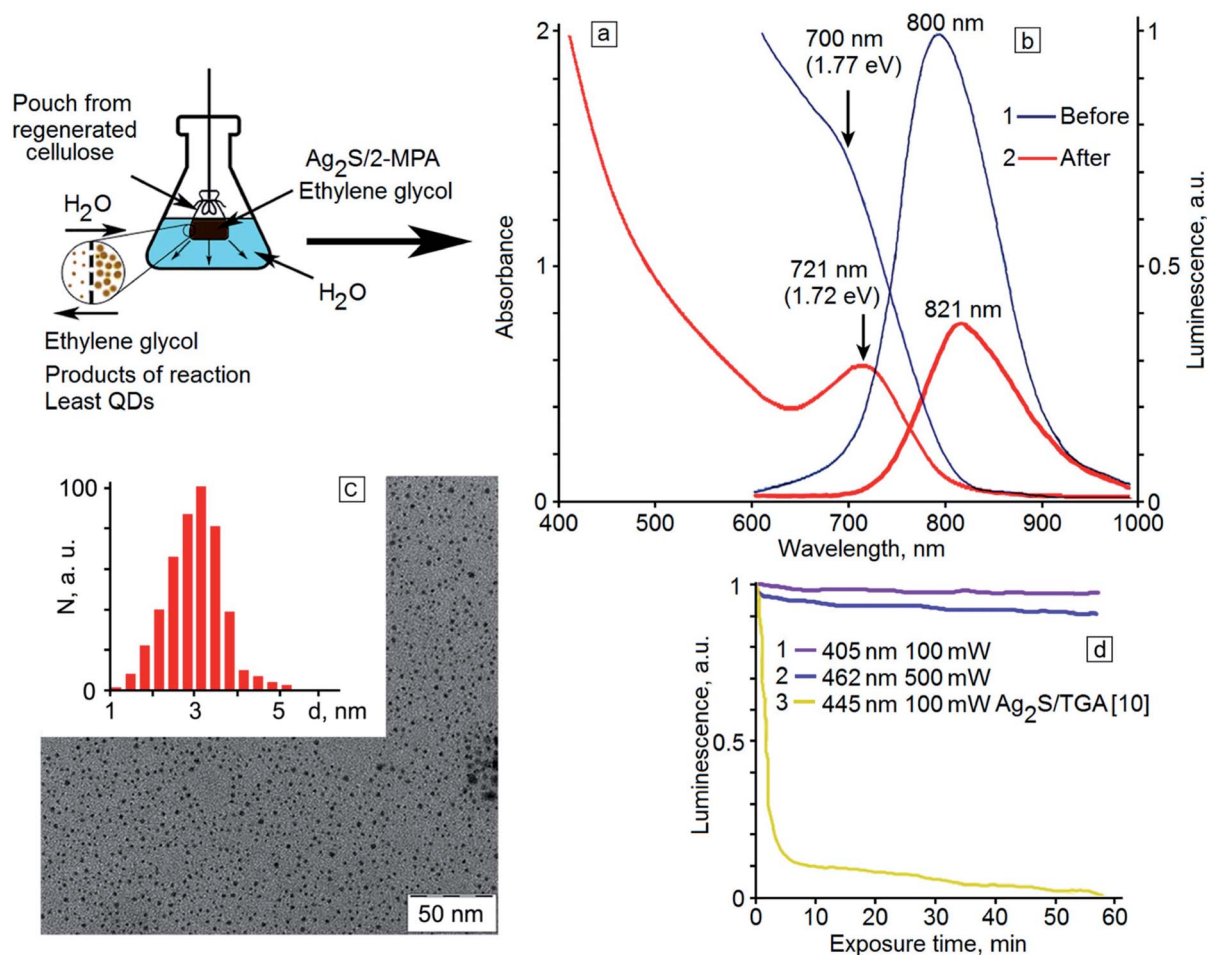 Pouch from
regenerated
cellulose
H2O
Ag2S/2-MPA
Ethylene glycol
H2O
Ethylene glycol
Products of reaction
Least QDs
a
b
2
1
0
Absorbance
400 500 600 700 800 900 1000
Wavelength, nm
1
0.5
0
Luminescence, a.u.
700 nm
(1.77 eV)
800 nm
1 Before
2 After
721 nm
(1.72 eV)
821 nm
c
100
0
N, a. u.
1 3 5 d, nm
50 nm
d
1
0.5
0
Luminescence, a.u.
1 405 nm 100 mW
2 462 nm 500 mW
3 445 nm 100 mW Ag2S/TGA [10]
0 10 20 30 40 50 60
Exposure time, min